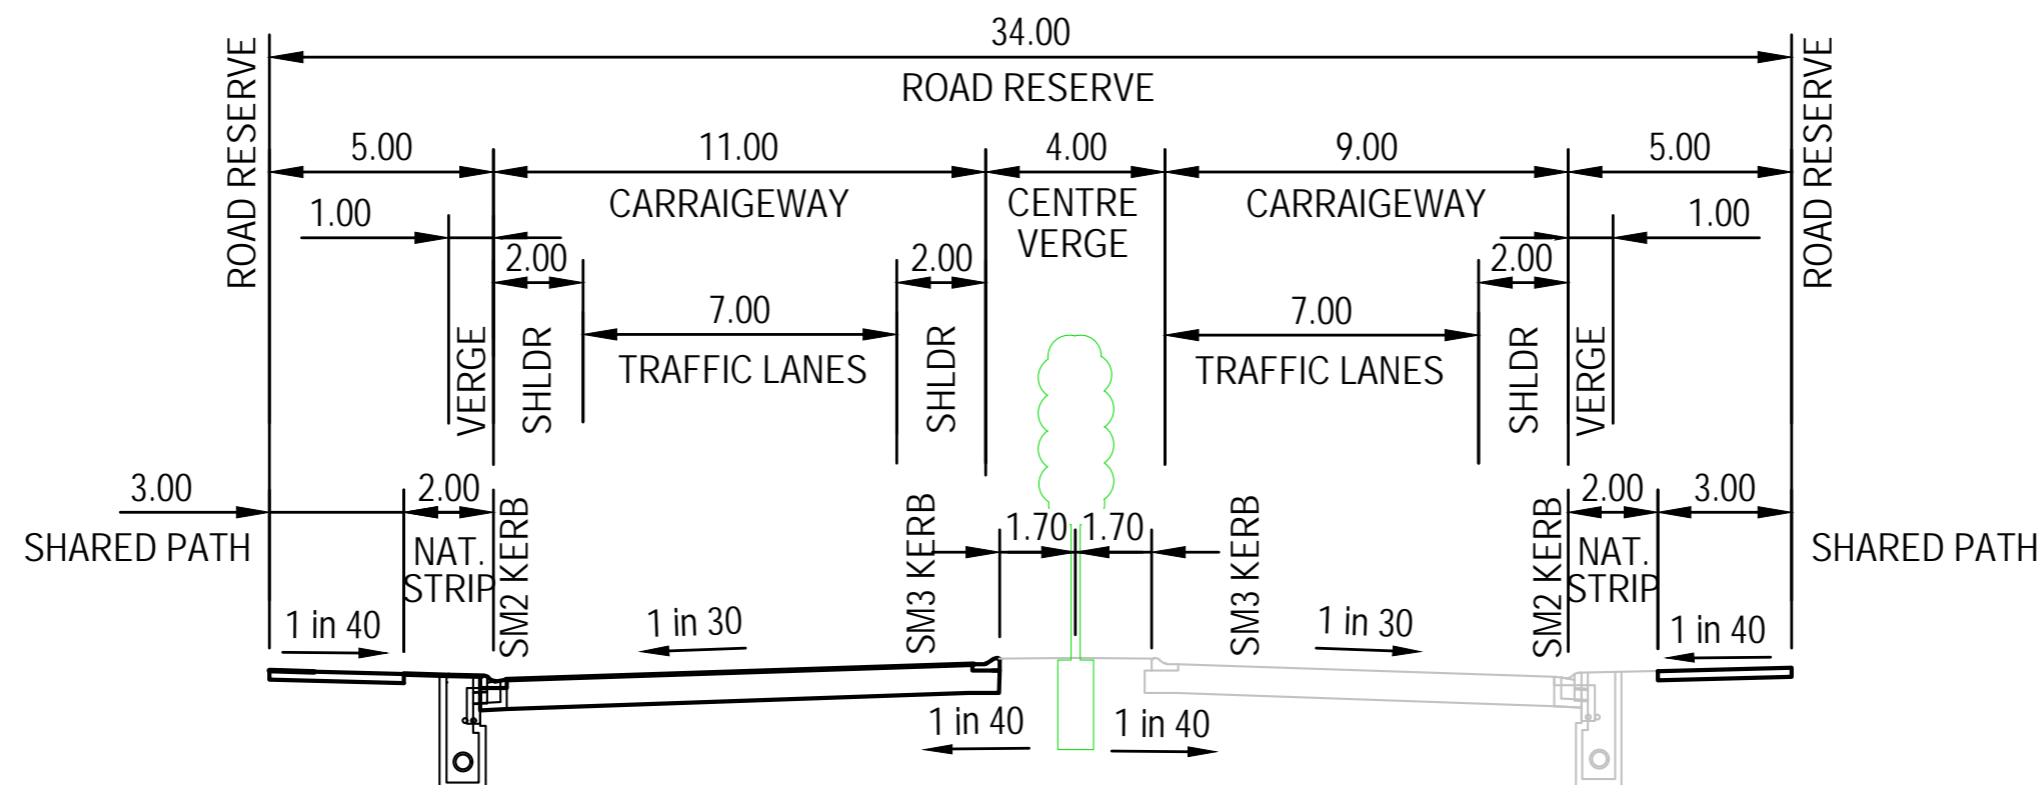 34.00
ROAD RESERVE
ROAD RESERVE
ROAD RESERVE
5.00
11.00
4.00
9.00
5.00
CARRAIGEWAY
CENTRE
VERGE
CARRAIGEWAY
1.00
1.00
2.00
2.00
2.00
7.00
7.00
VERGE
SHLDR
TRAFFIC LANES
SHLDR
TRAFFIC LANES
SHLDR
VERGE
3.00
2.00
1.70
1.70
2.00
3.00
SHARED PATH
NAT.
STRIP
SM2 KERB
SM3 KERB
SM3 KERB
SM2 KERB
NAT.
STRIP
SHARED PATH
1 in 40
1 in 30
1 in 30
1 in 40
1 in 40
1 in 40